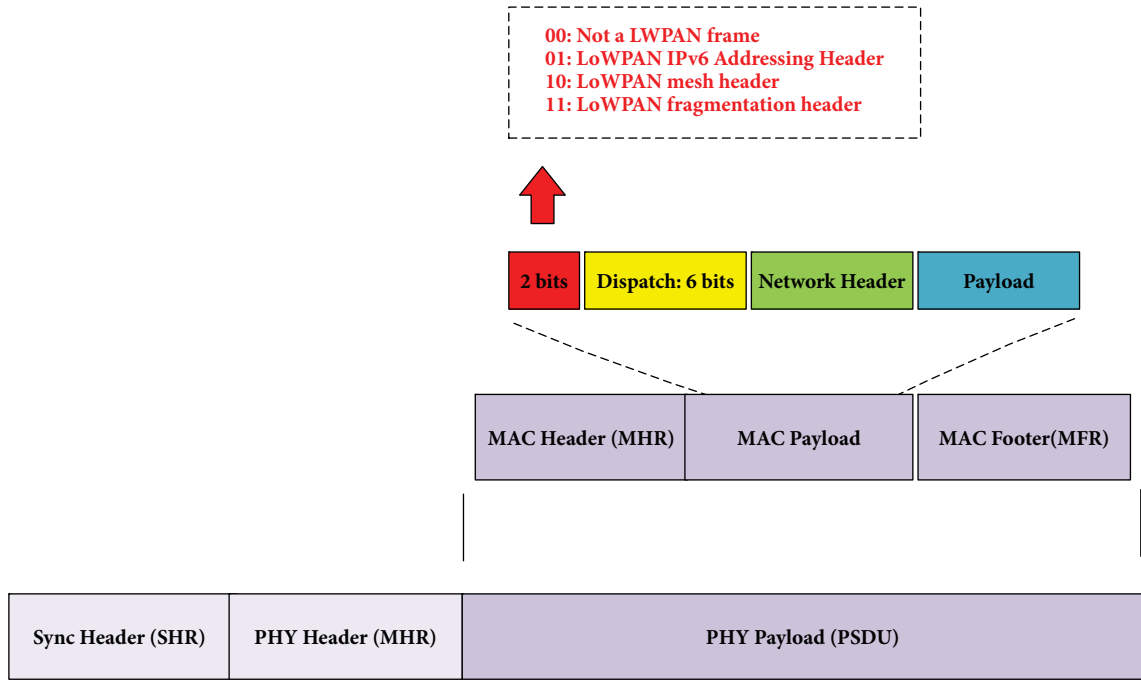 00: Not a LWPAN frame
01: LoWPAN IPv6 Addressing Header
10: LoWPAN mesh header
11: LoWPAN fragmentation header
2 bits
Dispatch: 6 bits
Network Header
Payload
MAC Header (MHR)
MAC Payload
MAC Footer(MFR)
Sync Header (SHR)
PHY Header (MHR)
PHY Payload (PSDU)